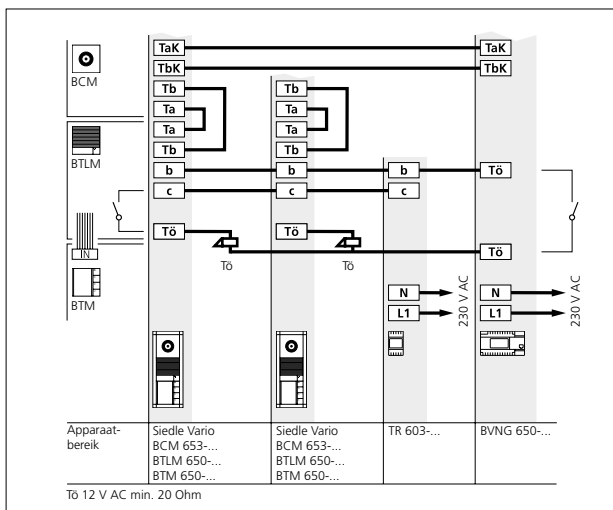 TaK TaK
BCM TbK TbK
Tb Tb
Ta Ta
Ta Ta
BTLM Tb Tb
b b b Tö
c c c
Tö Tö
IN Tö Tö Tö
BTM
N N
L1 230 V AC L1 230 V AC
Apparaat-
bereik
Siedle Vario
BCM 653-...
BTLM 650-...
BTM 650-...
Siedle Vario
BCM 653-...
BTLM 650-...
BTM 650-...
TR 603-...
BVNG 650-...
Tö 12 V AC min. 20 Ohm